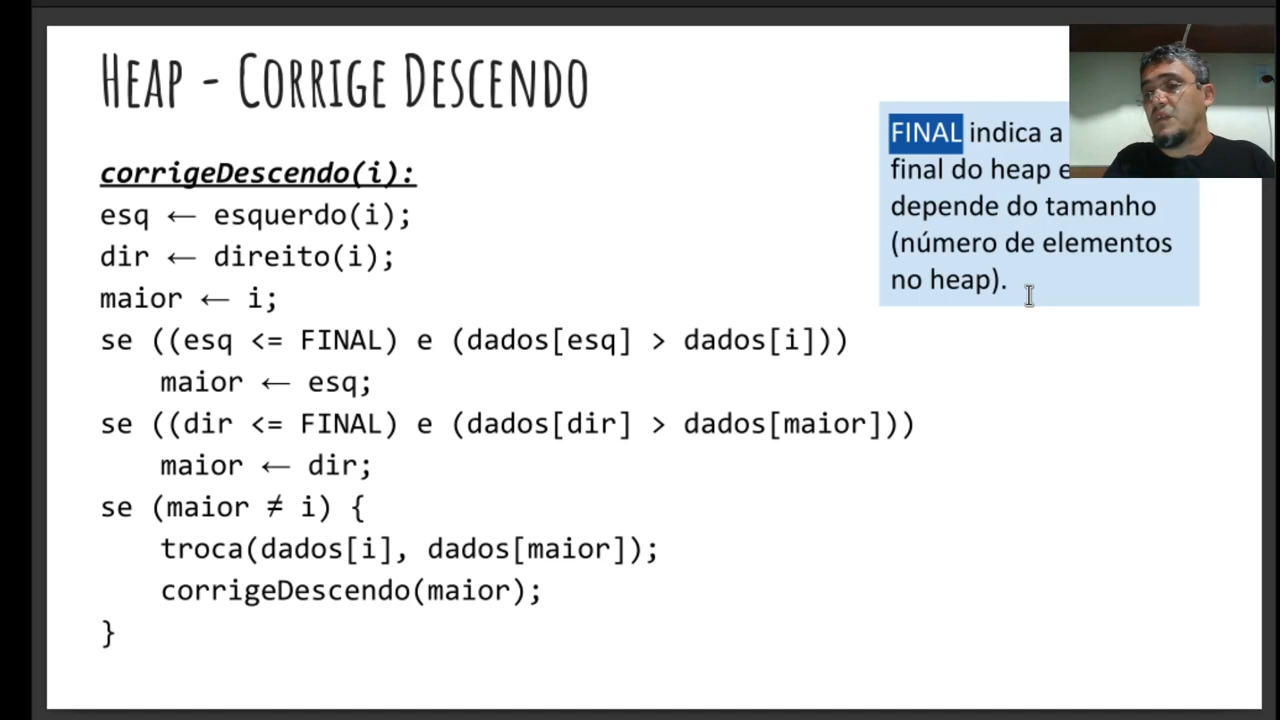 HEAP - CORRIGE DESCENDO
corrigeDescendo(i):
esq ← esquerdo(i);
dir ← direito(i);
maior ← i;
se ((esq <= FINAL) e (dados[esq] > dados[i]))
maior ← esq;
se ((dir <= FINAL) e (dados[dir] > dados[maior]))
maior ← dir;
se (maior ≠ i) {
troca(dados[i], dados[maior]);
corrigeDescendo(maior);
}
FINAL indica a
final do heap e
depende do tamanho
(número de elementos
no heap).